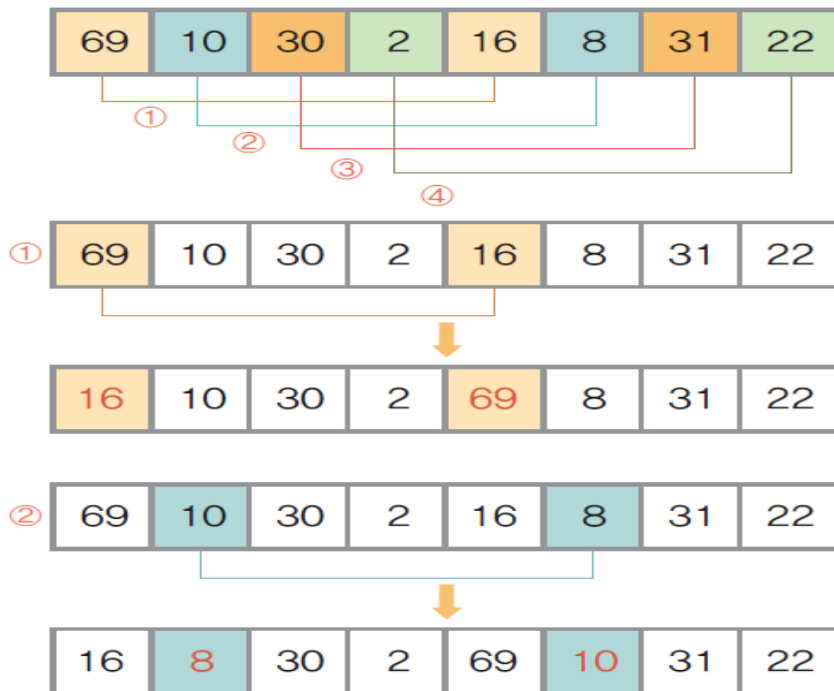 69 10 30 2 16 8 31 22
①
②
③
④
① 69 10 30 2 16 8 31 22
16 10 30 2 69 8 31 22
② 69 10 30 2 16 8 31 22
16 8 30 2 69 10 31 22